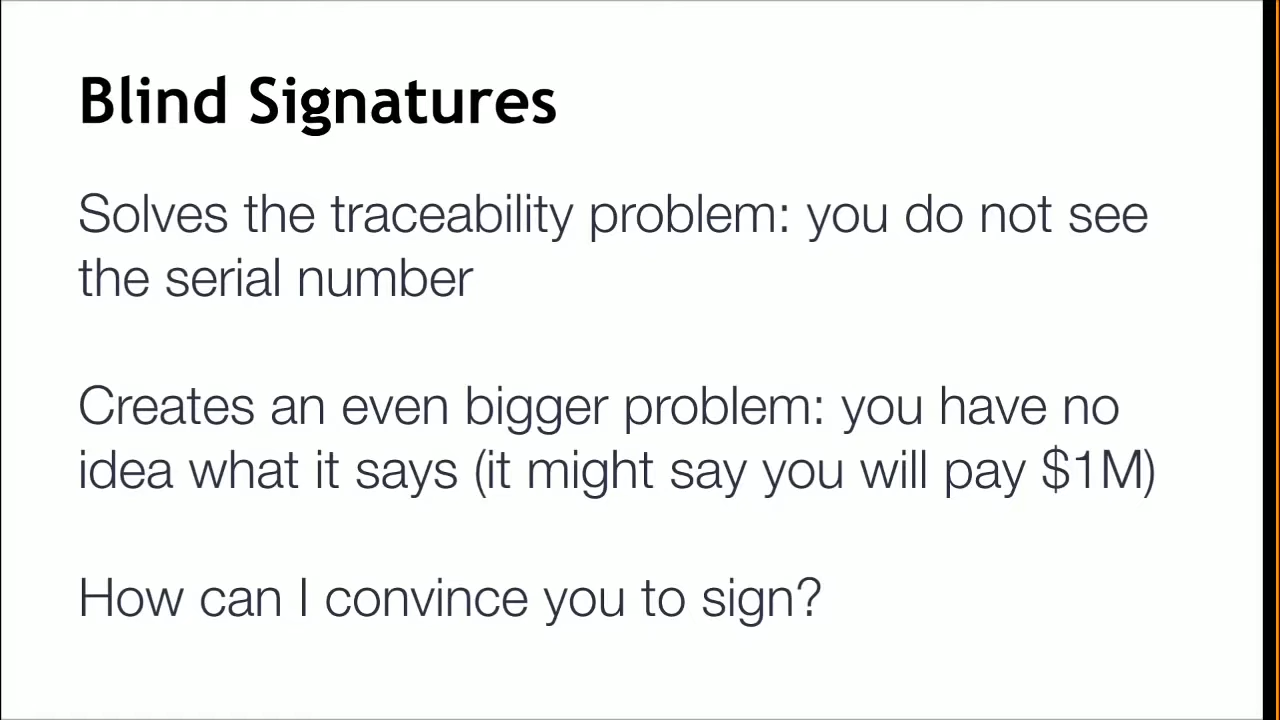 Blind Signatures
Solves the traceability problem: you do not see
the serial number
Creates an even bigger problem: you have no
idea what it says (it might say you will pay $1M)
How can I convince you to sign?